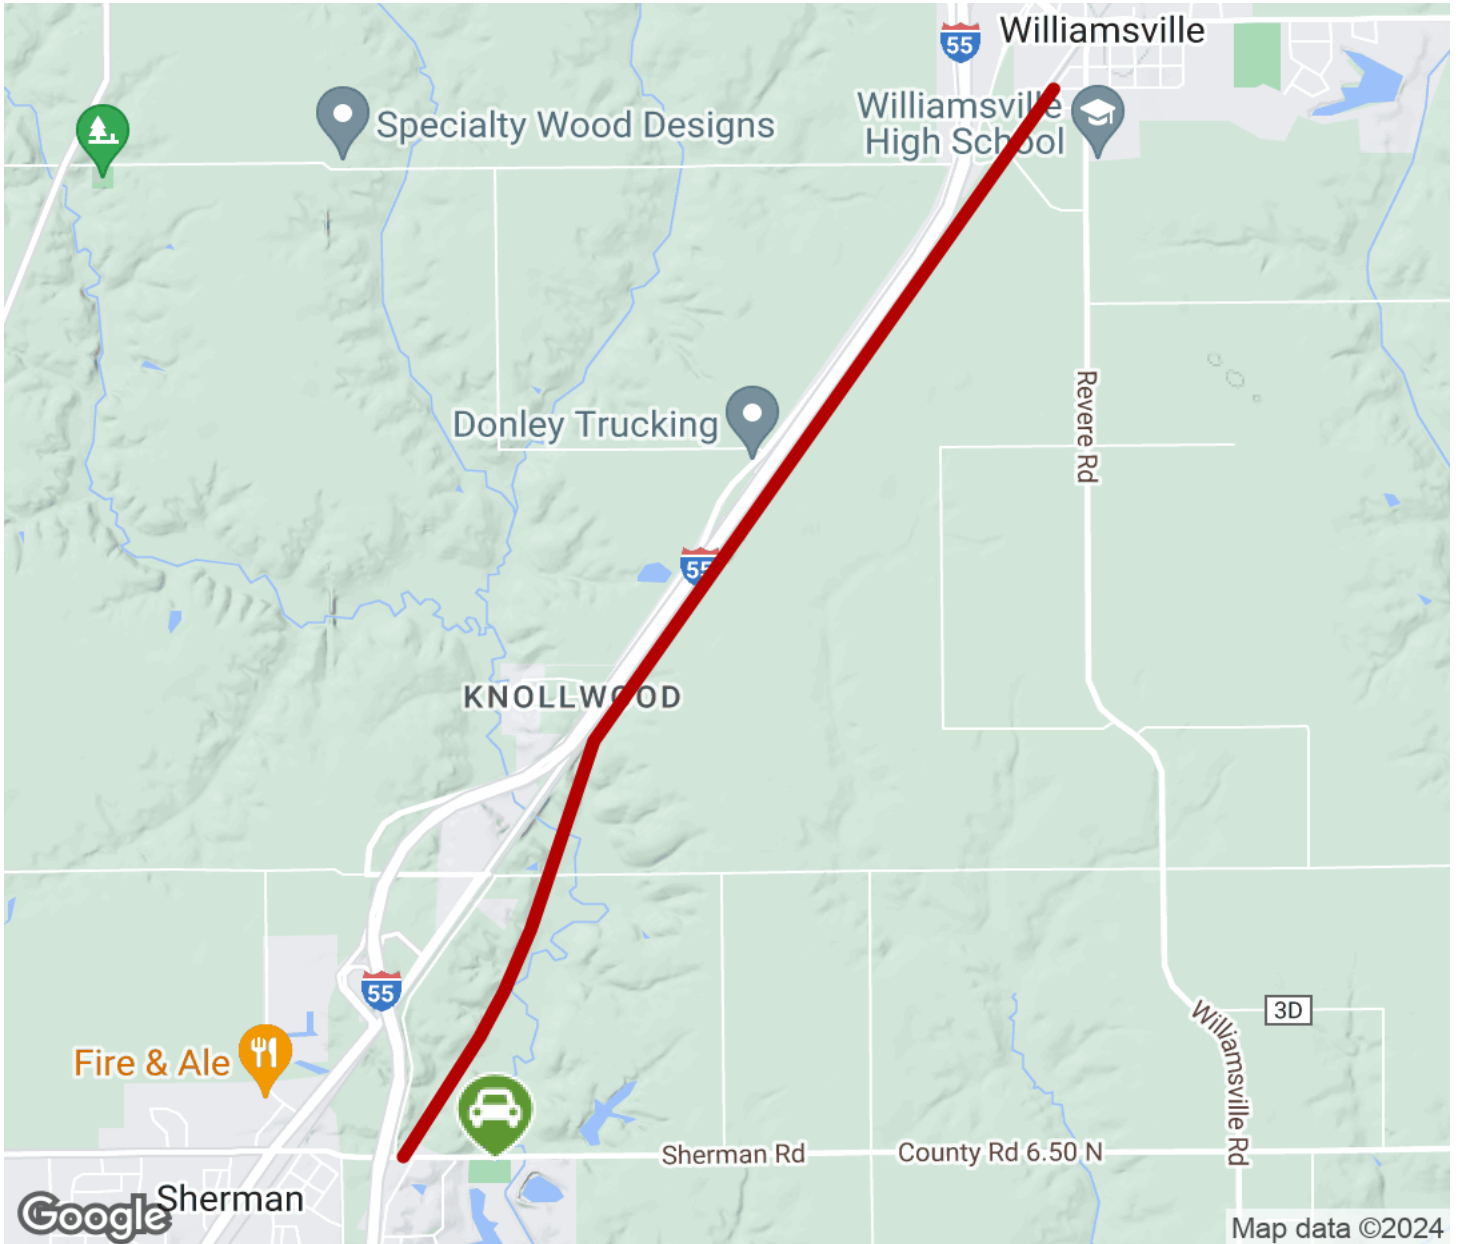 55
Williamsville
Williamsville
High School
Specialty Wood Designs
Donley Trucking
Revere Rd
55
KNOLLWOOD
55
3D
Williamsville Rd
Fire & Ale
Sherman Rd
County Rd 6.50 N
Sherman
Google
Map data ©2024